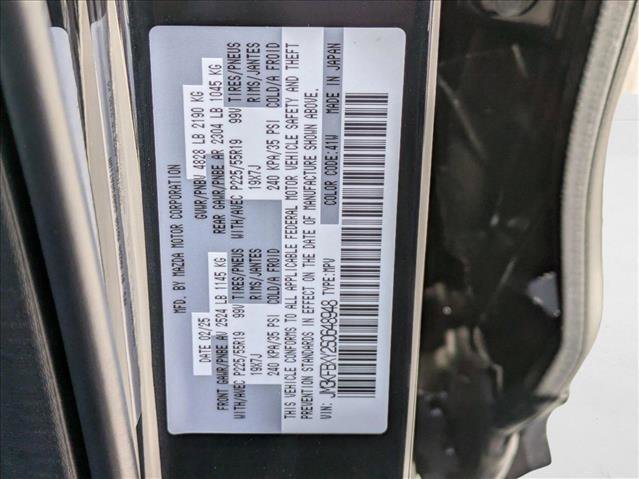 MFD. BY MAZDA MOTOR CORPORATION
DATE 02/25 GVWR/PNBV 4828 LB 2190 KG
FRONT GAWR/PNBE AV 2524 LB 1145 KG REAR GAWR/PNBE AR 2304 LB 1045 KG
WITH/AVEC P225/55R19 99V TIRES/PNEUS WITH/AVEC P225/55R19 99V TIRES/PNEUS
19X7J RIMS/JANTES 19X7J RIMS/JANTES
240 KPA/35 PSI COLD/A FROID 240 KPA/35 PSI COLD/A FROID
THIS VEHICLE CONFORMS TO ALL APPLICABLE FEDERAL MOTOR VEHICLE SAFETY AND THEFT
PREVENTION STANDARDS IN EFFECT ON THE DATE OF MANUFACTURE SHOWN ABOVE.
VIN: TYPE:MPV COLOR CODE:41W MADE IN JAPAN